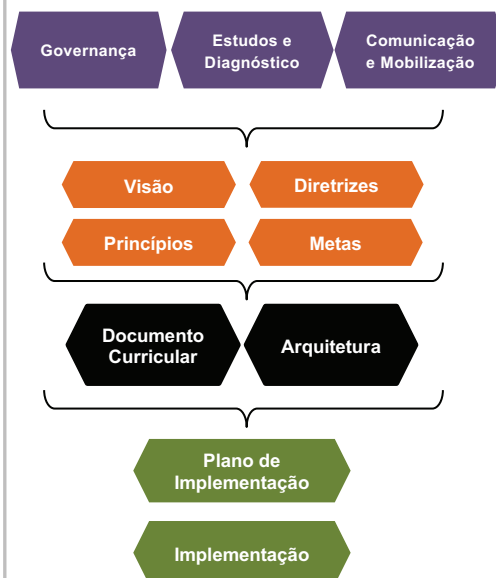 Governança
Estudos e
Diagnóstico
Comunicação
e Mobilização
Visão
Diretrizes
Princípios
Metas
Documento
Curricular
Arquitetura
Plano de
Implementação
Implementação